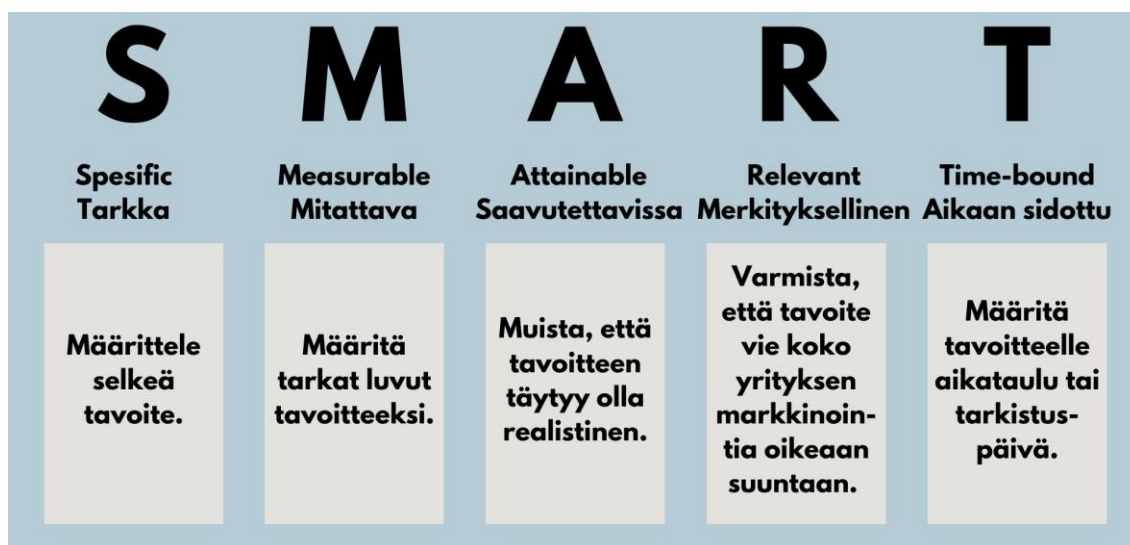 S M A R T
Spesific
Tarkka
Measurable
Mitattava
Attainable
Saavutettavissa
Relevant
Merkityksellinen
Time-bound
Aikaan sidottu
Määrittele
selkeä
tavoite.
Määritä
tarkat luvut
tavoitteeksi.
Muista, että
tavoitteen
täytyy olla
realistinen.
Varmista,
että tavoite
vie koko
yrityksen
markkinoin-
tia oikeaan
suuntaan.
Määritä
tavoitteelle
aikataulu tai
tarkistus-
päivä.